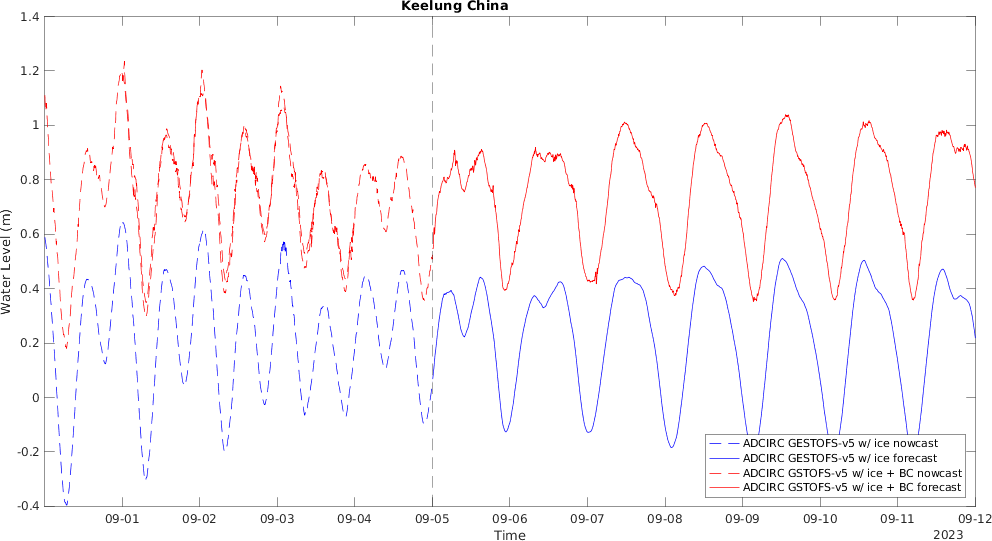 Keelung China
Water Level (m)
1.4
1.2
1
0.8
0.6
0.4
0.2
0
-0.2
-0.4
ADCIRC GESTOFS-v5 w/ ice nowcast
ADCIRC GESTOFS-v5 w/ ice forecast
ADCIRC GSTOFS-v5 w/ ice + BC nowcast
ADCIRC GSTOFS-v5 w/ ice + BC forecast
09-01 09-02 09-03 09-04 09-05 09-06 09-07 09-08 09-09 09-10 09-11 09-12
Time
2023